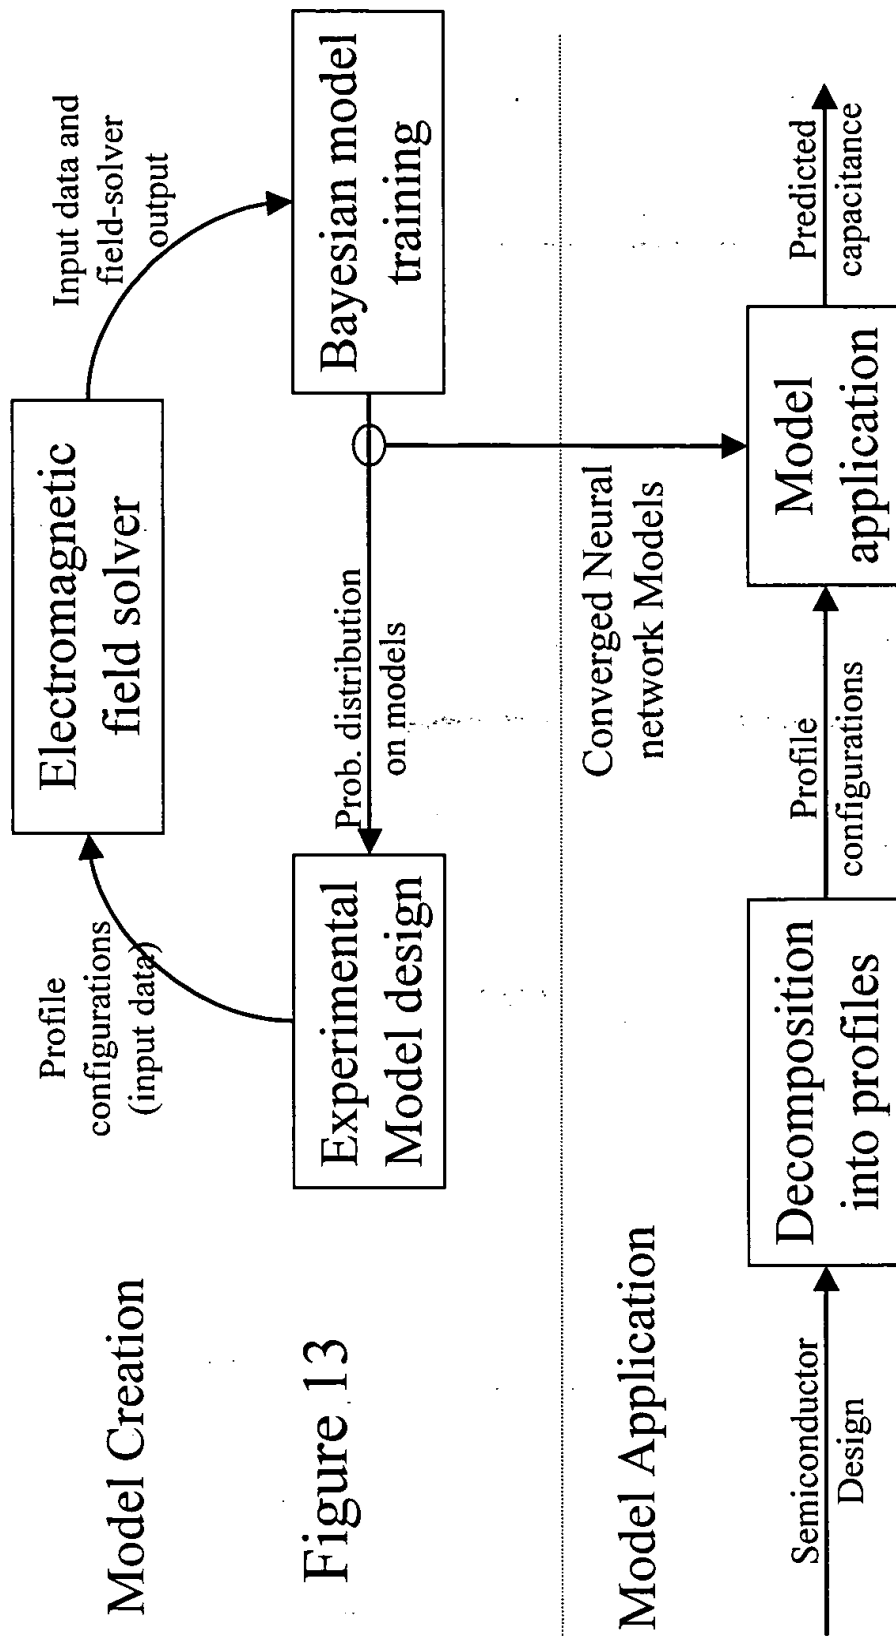 Model Creation
Figure 13
Profile
configurations
(input data)
Electromagnetic
field solver
Input data and
field-solver
output
Experimental
Model design
Prob. distribution
on models
Bayesian model
training
Model Application
Converged Neural
network Models
Semiconductor
Design
Decomposition
into profiles
Profile
configurations
Model
application
Predicted
capacitance